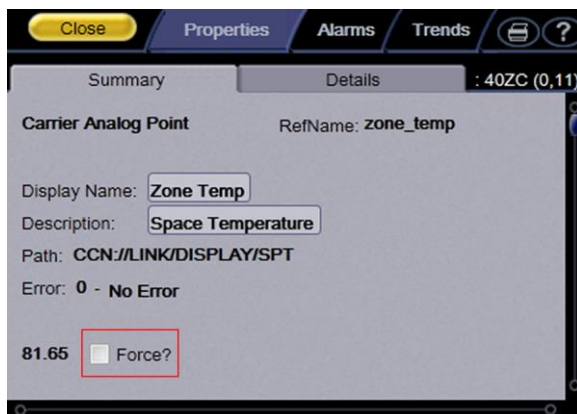 Close Properties Alarms Trends ?
Summary Details : 40ZC (0,11)
Carrier Analog Point RefName: zone_temp
Display Name: Zone Temp
Description: Space Temperature
Path: CCN://LINK/DISPLAY/SPT
Error: 0 - No Error
81.65 Force?